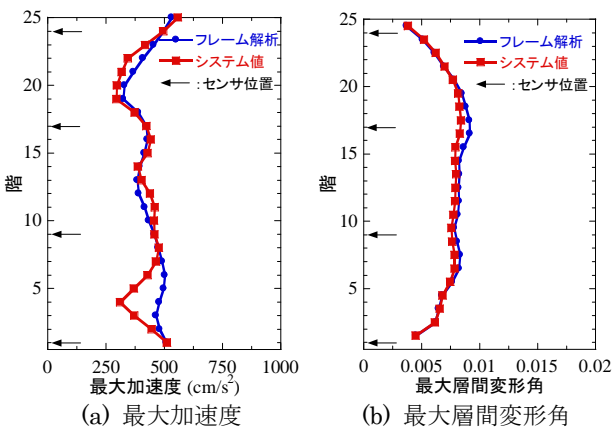 階
25
20
15
10
5
0
250
500
750
1000
フレーム解析
システム値
:センサ位置
最大加速度 (cm/s²)
(a) 最大加速度
階
25
20
15
10
5
0
0.005
0.01
0.015
0.02
フレーム解析
システム値
:センサ位置
最大層間変形角
(b) 最大層間変形角